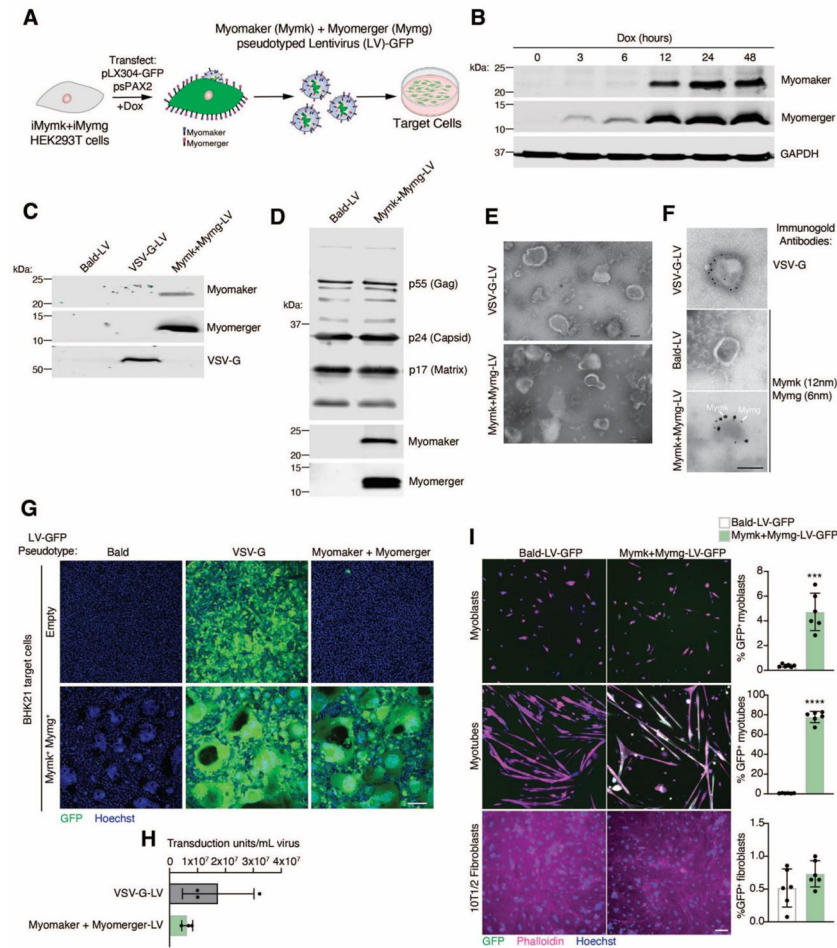 A
Transfect:
pLX304-GFP
psPAX2
+Dox
Myomaker (Mymk) + Myomerger (Mymg)
pseudotyped Lentivirus (LV)-GFP
iMymk+iMymg
HEK293T cells
Myomaker
Myomerger
Target Cells
B
Dox (hours)
0 3 6 12 24 48
kDa:
25
20
Myomaker
15
10
Myomerger
37
GAPDH
C
Bald-LV
VSV-G-LV
Mymk+Mymg-LV
kDa:
25
20
Myomaker
15
10
Myomerger
50
VSV-G
D
Bald-LV
Mymk+Mymg-LV
kDa:
37
p55 (Gag)
p24 (Capsid)
p17 (Matrix)
25
20
Myomaker
15
10
Myomerger
E
VSV-G-LV
Mymk+Mymg-LV
F
Immunogold
Antibodies:
VSV-G-LV
VSV-G
Bald-LV
Mymk+Mymg-LV
Mymk
Mymg
Mymk (12nm)
Mymg (6nm)
G
LV-GFP
Pseudotype:
Bald
VSV-G
Myomaker + Myomerger
BHK21 target cells
Empty
Mymk+ Mymg+
GFP Hoechst
H
Transduction units/mL virus
0 1x10⁷ 2x10⁷ 3x10⁷ 4x10⁷
VSV-G-LV
Myomaker + Myomerger-LV
I
Bald-LV-GFP
Mymk+Mymg-LV-GFP
Bald-LV-GFP
Mymk+Mymg-LV-GFP
Myoblasts
% GFP+ myoblasts
8
6
4
2
0
***
Myotubes
% GFP+ myotubes
100
80
60
40
20
0
****
10T1/2 Fibroblasts
%GFP+ fibroblasts
1.5
1.0
0.5
0.0
GFP Phalloidin Hoechst